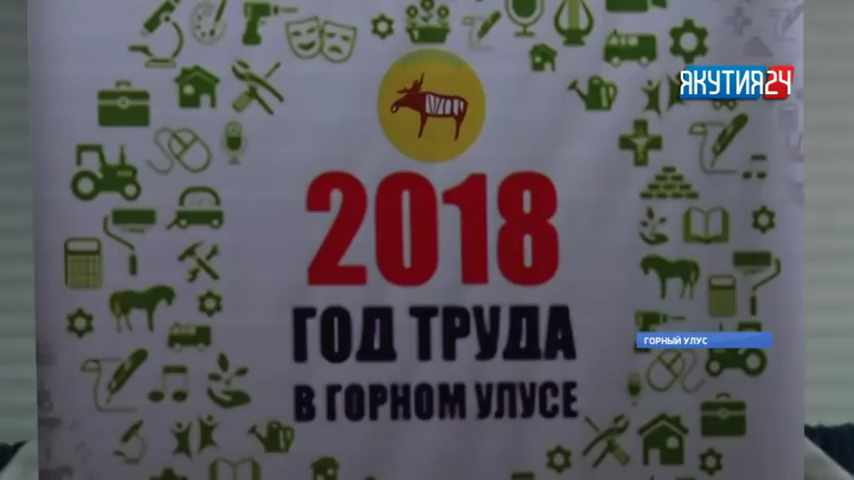 ЯКУТИЯ24
2018
ГОД ТРУДА
В ГОРНОМ УЛУСЕ
ГОРНЫЙ УЛУС